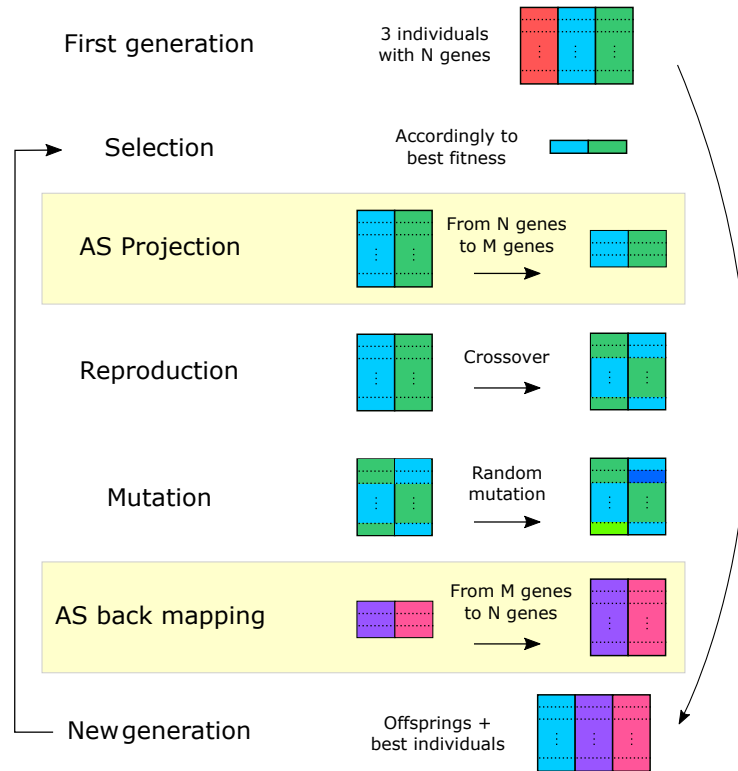 First generation
3 individuals
with N genes
Selection
Accordingly to
best fitness
AS Projection
From N genes
to M genes
Reproduction
Crossover
Mutation
Random
mutation
AS back mapping
From M genes
to N genes
New generation
Offsprings +
best individuals